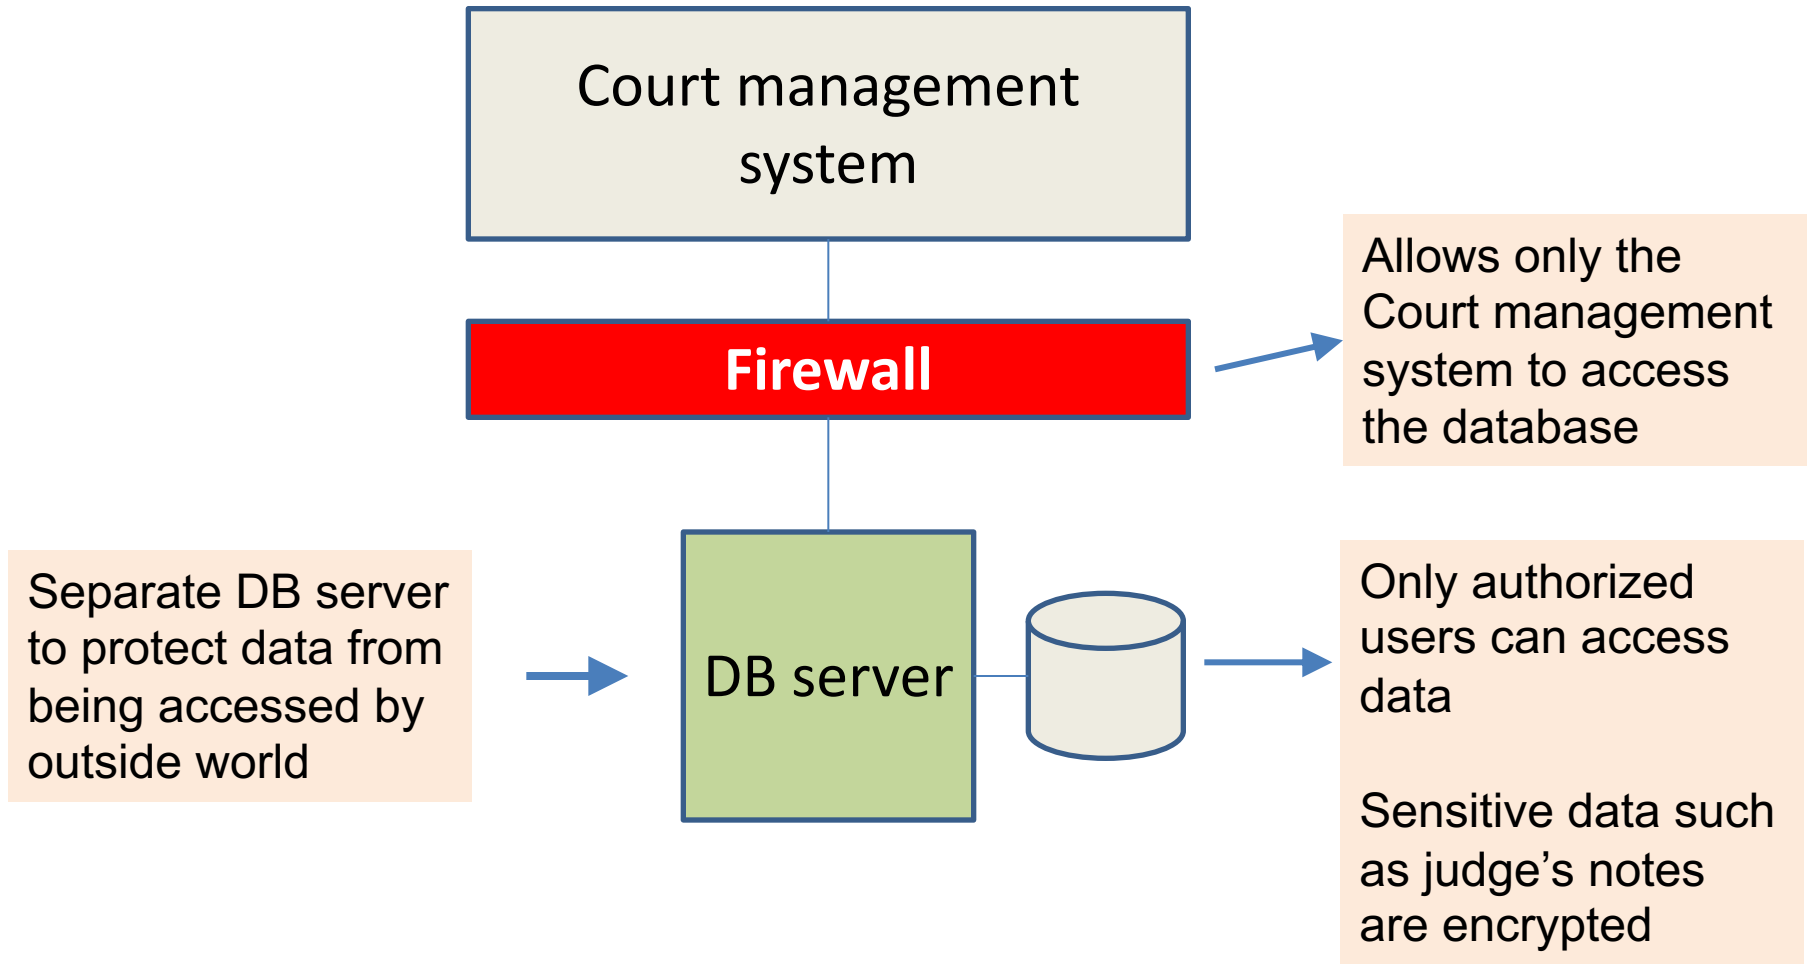 Court management
system
Firewall
Allows only the
Court management
system to access
the database
Separate DB server
to protect data from
being accessed by
outside world
DB server
Only authorized
users can access
data
Sensitive data such
as judge’s notes
are encrypted